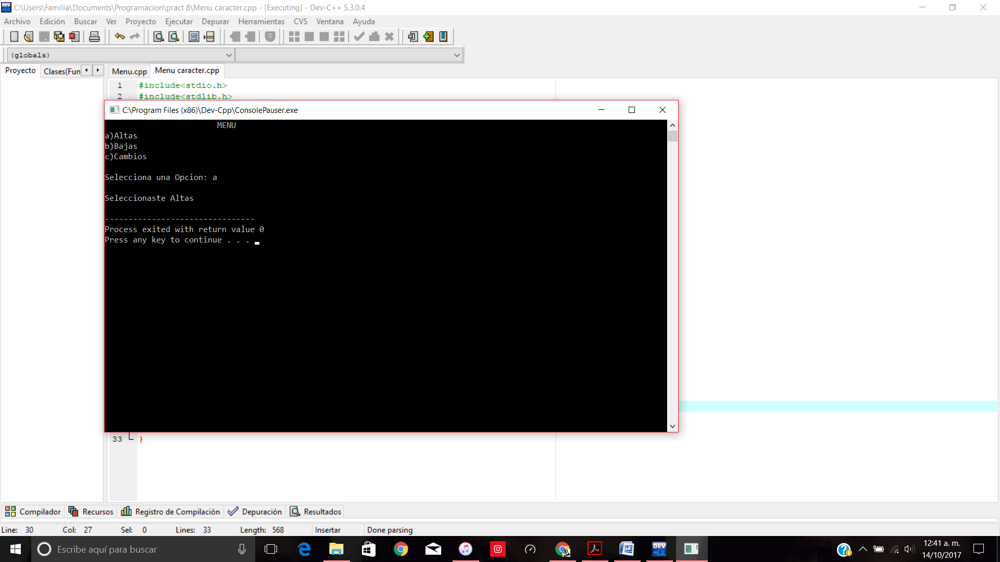 C:\Users\Familia\Documents\Programacion\pract 8\Menu caracter.cpp - [Executing] - Dev-C++ 5.3.0.4
Archivo Edición Buscar Ver Proyecto Ejecutar Depurar Herramientas CVS Ventana Ayuda
(globals)
Proyecto Clases(Fun Menu.cpp Menu caracter.cpp
1 #include<stdio.h>
2 #include<stdlib.h>
C:\Program Files (x86)\Dev-Cpp\ConsolePauser.exe
MENU
a)Altas
b)Bajas
c)Cambios
Selecciona una Opcion: a
Seleccionaste Altas
--------------------------------
Process exited with return value 0
Press any key to continue . . .
33 }
Compilador Recursos Registro de Compilación Depuración Resultados
Line: 30 Col: 27 Sel: 0 Lines: 33 Length: 568 Insertar Done parsing
Escribe aquí para buscar
DEV
12:41 a. m.
14/10/2017